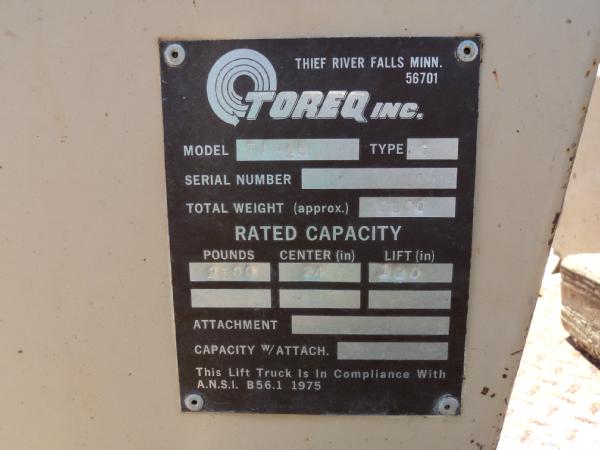 THIEF RIVER FALLS MINN.
56701
TOREQ INC.
MODEL TYPE
SERIAL NUMBER
TOTAL WEIGHT (approx.)
RATED CAPACITY
POUNDS CENTER (in) LIFT (in)
24 130
ATTACHMENT
CAPACITY W/ATTACH.
This Lift Truck Is In Compliance With
A.N.S.I. B56.1 1975